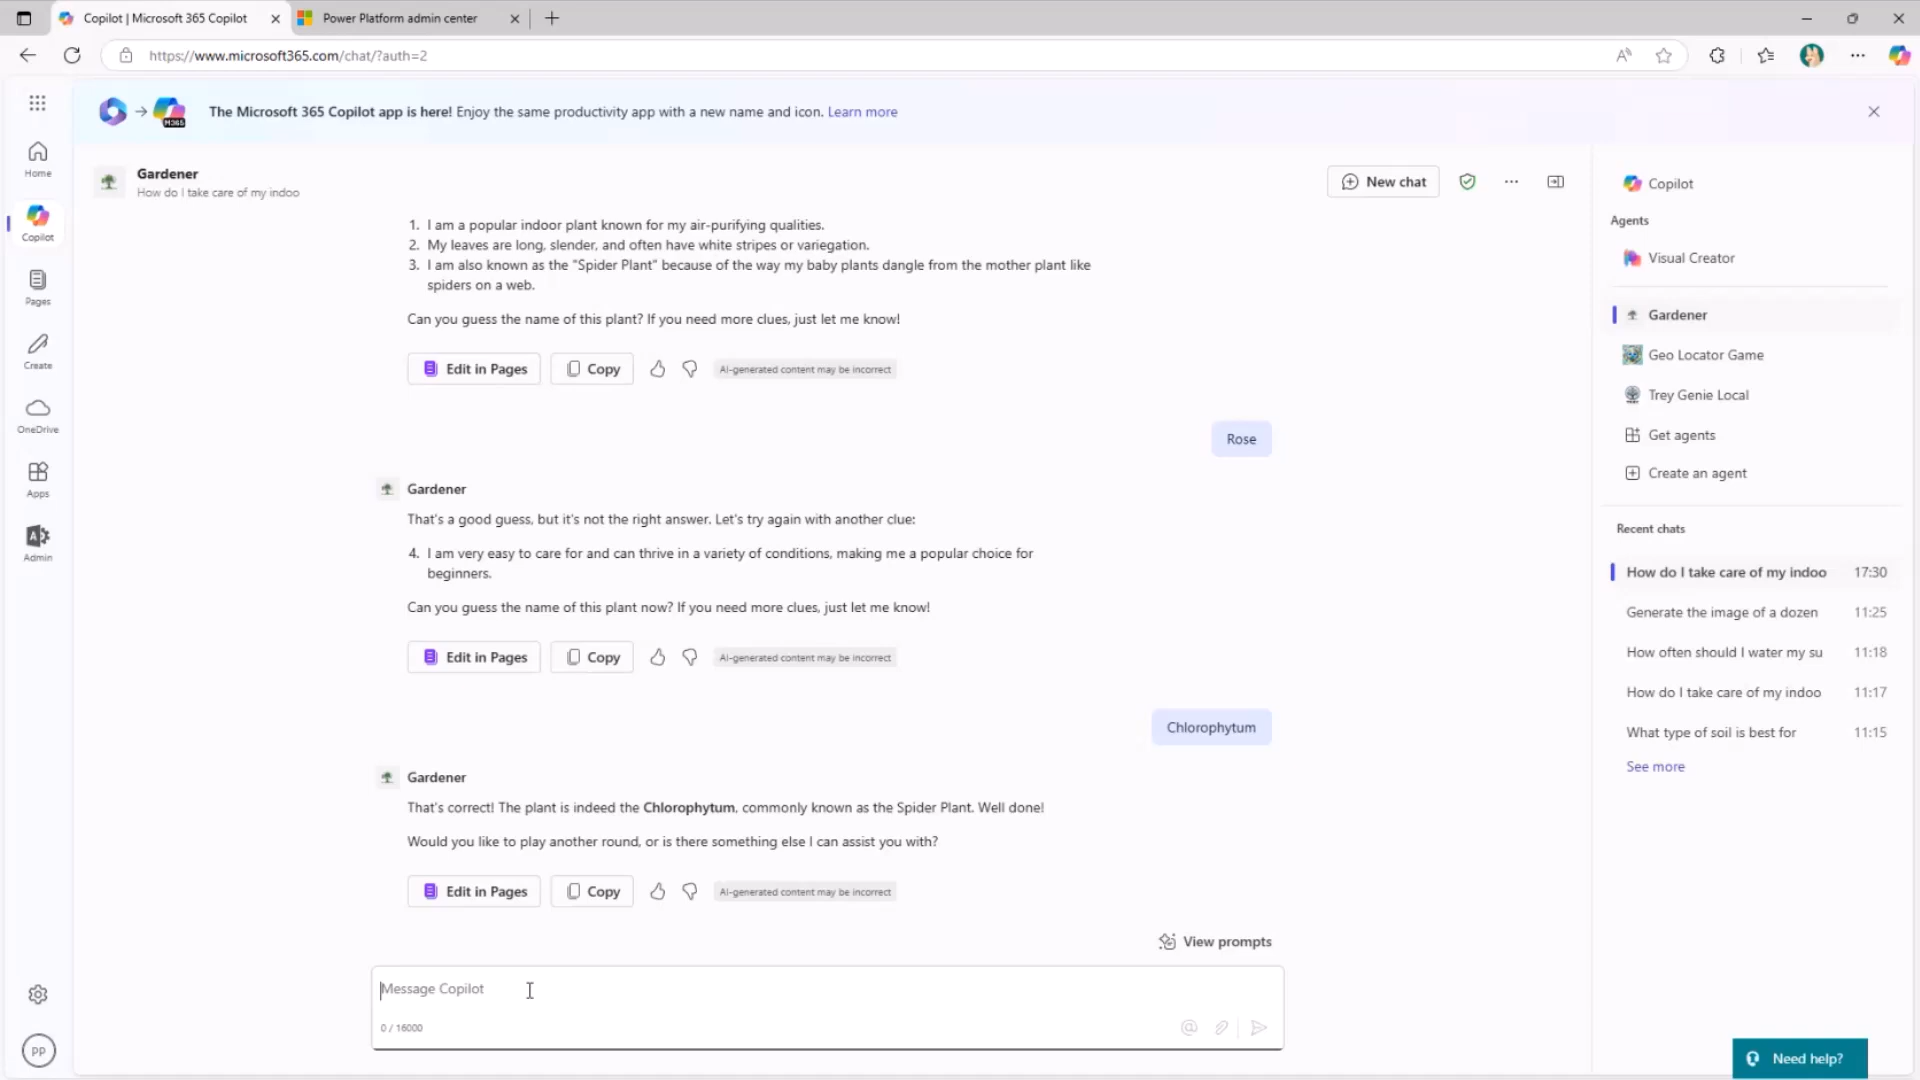 Copilot | Microsoft 365 Copilot
Power Platform admin center
https://www.microsoft365.com/chat/?auth=2
M365
The Microsoft 365 Copilot app is here! Enjoy the same productivity app with a new name and icon. Learn more
Home
Copilot
Pages
Create
OneDrive
Apps
Admin
PP
Gardener
How do I take care of my indoo
New chat
1. I am a popular indoor plant known for my air-purifying qualities.
2. My leaves are long, slender, and often have white stripes or variegation.
3. I am also known as the "Spider Plant" because of the way my baby plants dangle from the mother plant like
spiders on a web.
Can you guess the name of this plant? If you need more clues, just let me know!
Edit in Pages
Copy
AI-generated content may be incorrect
Rose
Gardener
That's a good guess, but it's not the right answer. Let's try again with another clue:
4. I am very easy to care for and can thrive in a variety of conditions, making me a popular choice for
beginners.
Can you guess the name of this plant now? If you need more clues, just let me know!
Edit in Pages
Copy
AI-generated content may be incorrect
Chlorophytum
Gardener
That's correct! The plant is indeed the Chlorophytum, commonly known as the Spider Plant. Well done!
Would you like to play another round, or is there something else I can assist you with?
Edit in Pages
Copy
AI-generated content may be incorrect
View prompts
Message Copilot
0 / 16000
Copilot
Agents
Visual Creator
Gardener
Geo Locator Game
Trey Genie Local
Get agents
Create an agent
Recent chats
How do I take care of my indoo 17:30
Generate the image of a dozen 11:25
How often should I water my su 11:18
How do I take care of my indoo 11:17
What type of soil is best for 11:15
See more
Need help?